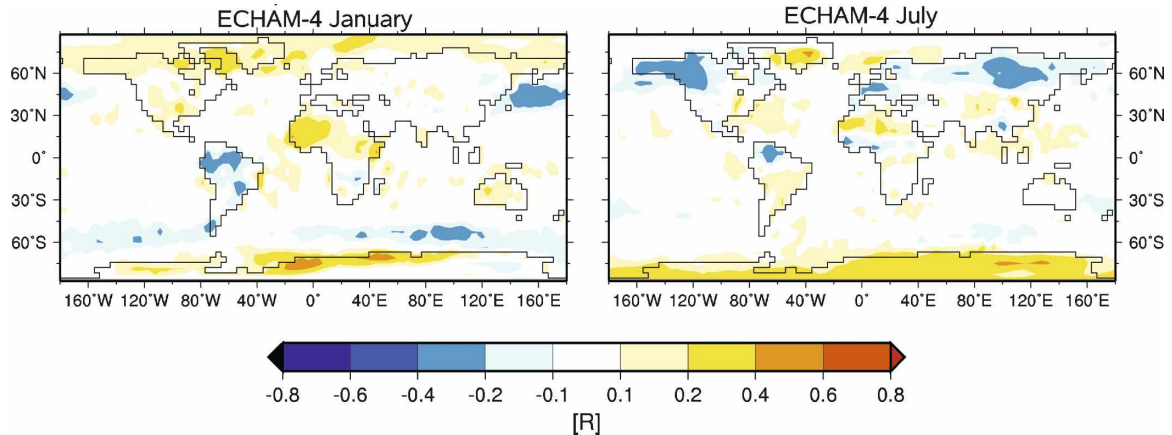 ECHAM-4 January
ECHAM-4 July
60˚N
30˚N
0˚
30˚S
60˚S
60˚N
30˚N
0˚
30˚S
60˚S
160˚W 120˚W 80˚W 40˚W 0˚ 40˚E 80˚E 120˚E 160˚E
160˚W 120˚W 80˚W 40˚W 0˚ 40˚E 80˚E 120˚E 160˚E
-0.8 -0.6 -0.4 -0.2 -0.1 0.1 0.2 0.4 0.6 0.8
[R]